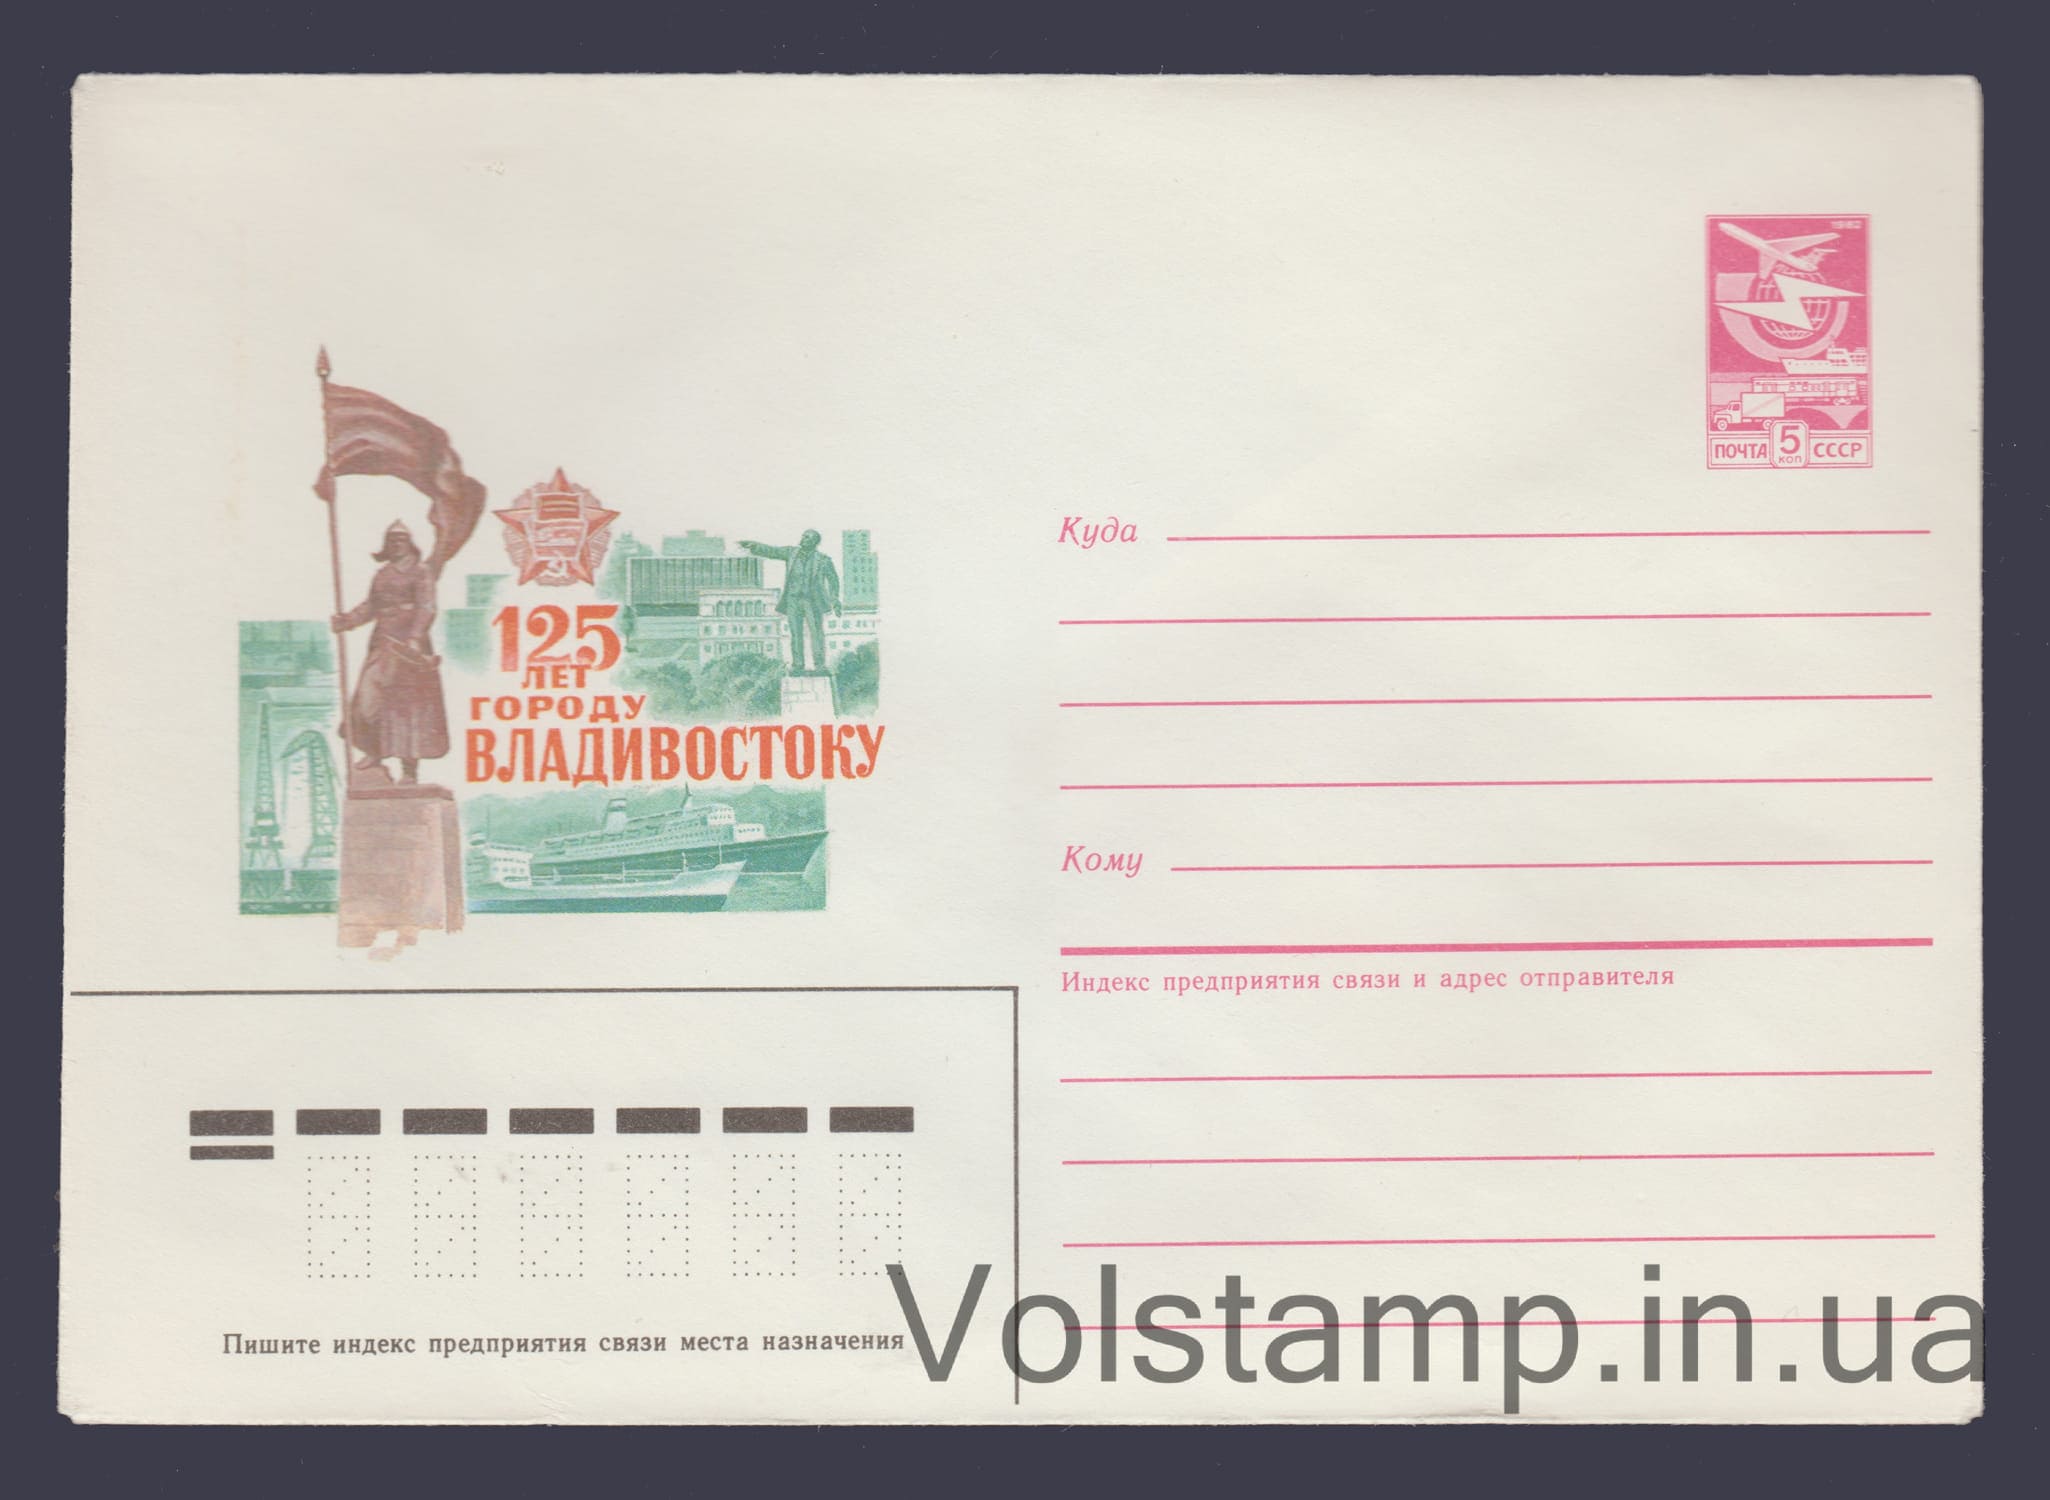 1982
ПОЧТА 5 КОП СССР
125
ЛЕТ
ГОРОДУ
ВЛАДИВОСТОКУ
Куда
Кому
Индекс предприятия связи и адрес отправителя
Пишите индекс предприятия связи места назначения
Volstamp.in.ua